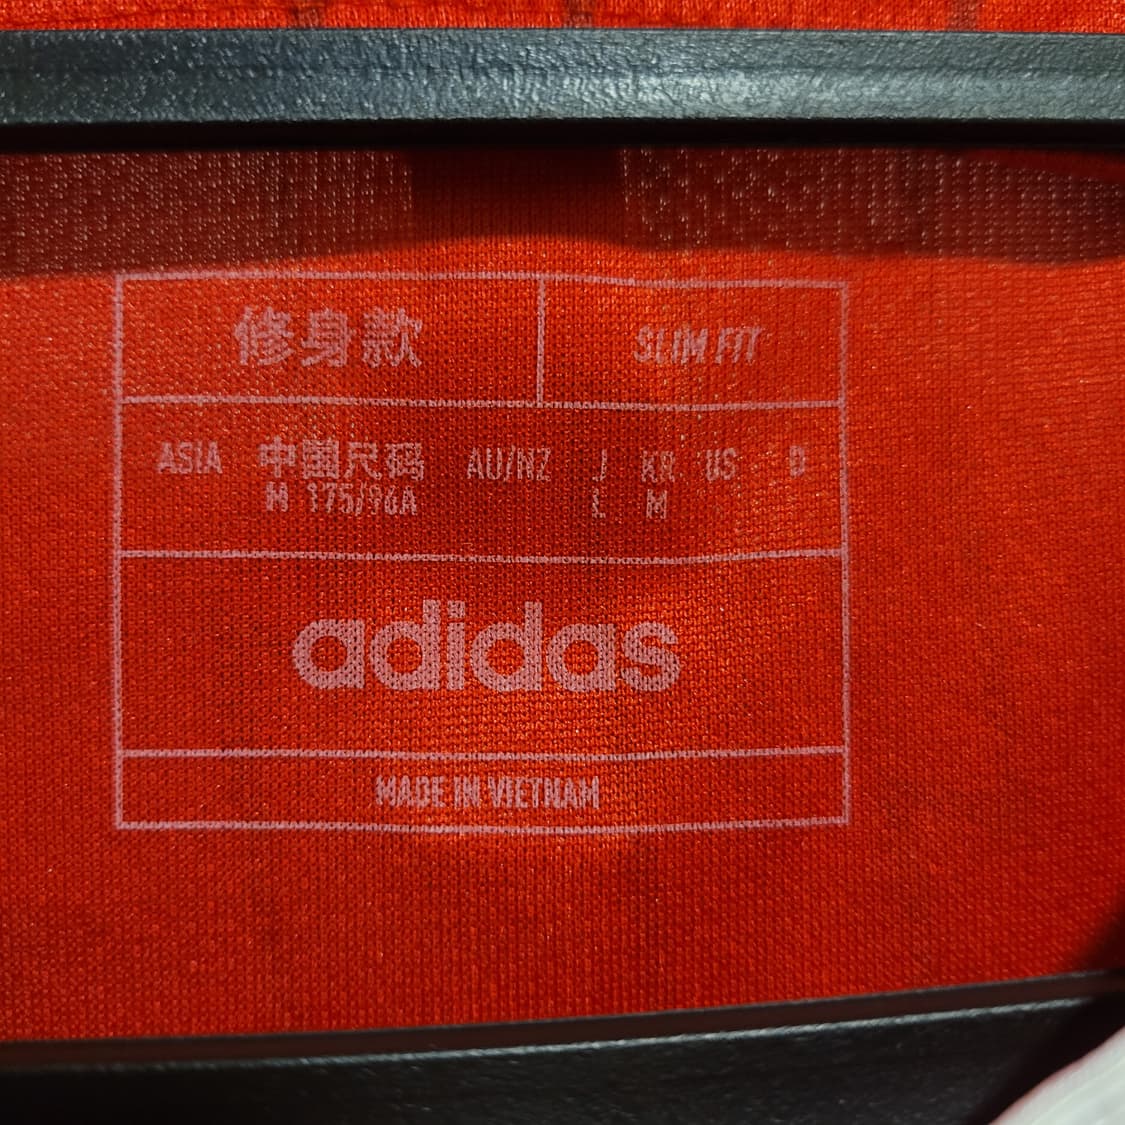 修身款 SLIM FIT
ASIA 中国尺码 AU/NZ J KR US D
M 175/96A L M
adidas
MADE IN VIETNAM